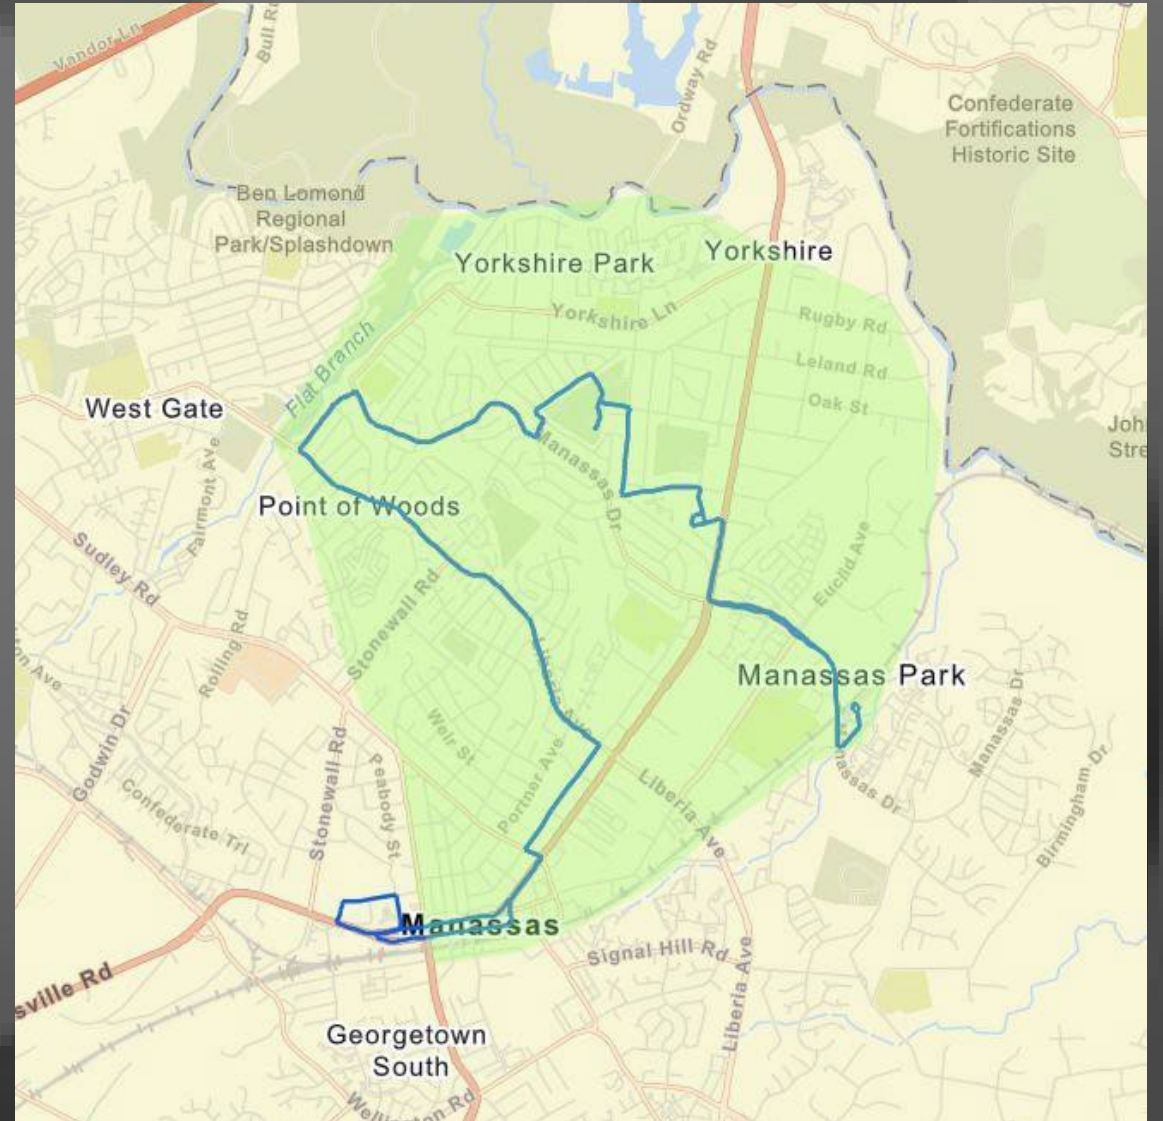 Vandor Ln
Bull Rd
Ordway Rd
Confederate
Fortifications
Historic Site
Ben Lomond
Regional
Park/Splashdown
Yorkshire Park
Yorkshire
Yorkshire Ln
Rugby Rd
Leland Rd
Oak St
Flat Branch
West Gate
Fairmont Ave
Manassas Dr
Point of Woods
Sudley Rd
Euclid Ave
Stonewall Rd
Rolling Rd
Liberia Ave
Manassas Park
Manassas Dr
Weir St
Godwin Dr
Stonewall Rd
Peabody St
Portner Ave
Liberia Ave
Birmingham Dr
Confederate Trl
Manassas
Signal Hill Rd
Liberia Ave
sville Rd
Georgetown
South